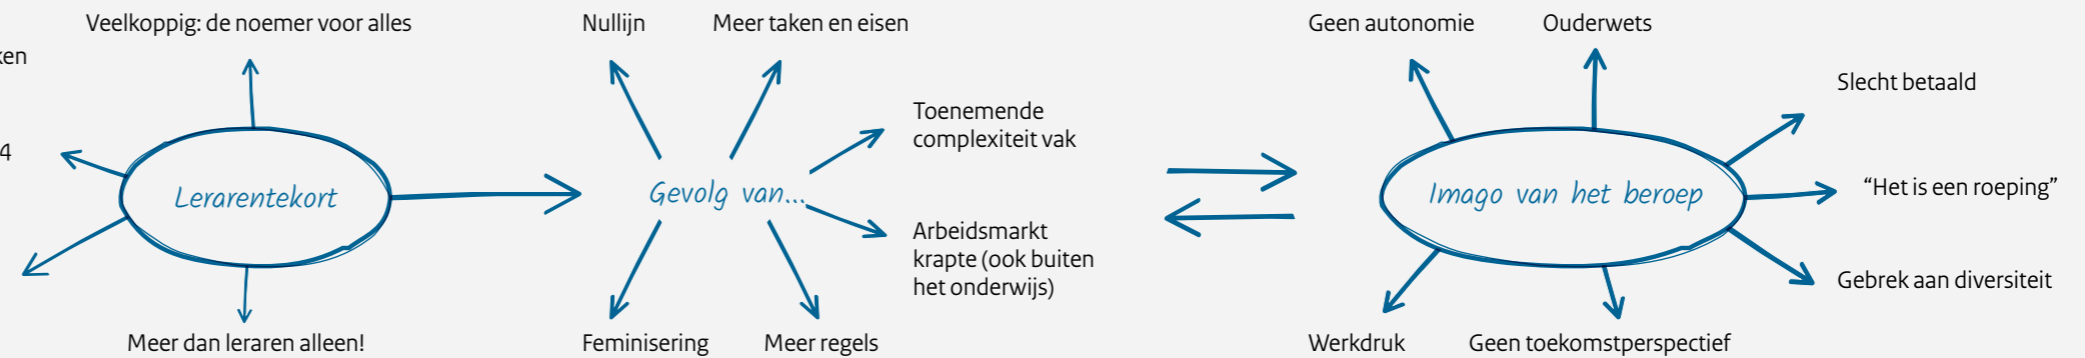 Veelkoppig: de noemer voor alles
ken
4
Lerarentekort
Meer dan leraren alleen!
Nullijn
Meer taken en eisen
Toenemende
complexiteit vak
Gevolg van...
Arbeidsmarkt
krapte (ook buiten
het onderwijs)
Feminisering
Meer regels
Geen autonomie
Ouderwets
Slecht betaald
Imago van het beroep
“Het is een roeping”
Gebrek aan diversiteit
Werkdruk
Geen toekomstperspectief